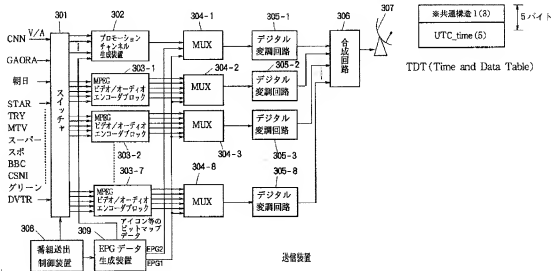 301
302
304-1
305-1
306
307
CNN
V/A
GAORA
朝日
STAR
TRY
MTV
スーパー
スポ
BBC
CSNI
グリーン
DVTR
スイッチャ
プロモーション
チャンネル
生成装置
303-1
MPEG
ビデオ/オーディオ
エンコーダブロック
MPEG
ビデオ/オーディオ
エンコーダブロック
303-2
303-7
MPEG
ビデオ/オーディオ
エンコーダブロック
アイコン等の
ビットマップ
データ
MUX
304-2
MUX
MUX
304-3
304-8
MUX
デジタル
変調回路
305-2
デジタル
変調回路
デジタル
変調回路
305-3
305-8
デジタル
変調回路
合成回路
308
番組送出
制御装置
309
EPGデータ
生成装置
EPG2
EPG1
送信装置
※共通構造1(3)
UTC_time(5)
5バイト
TDT(Time and Data Table)